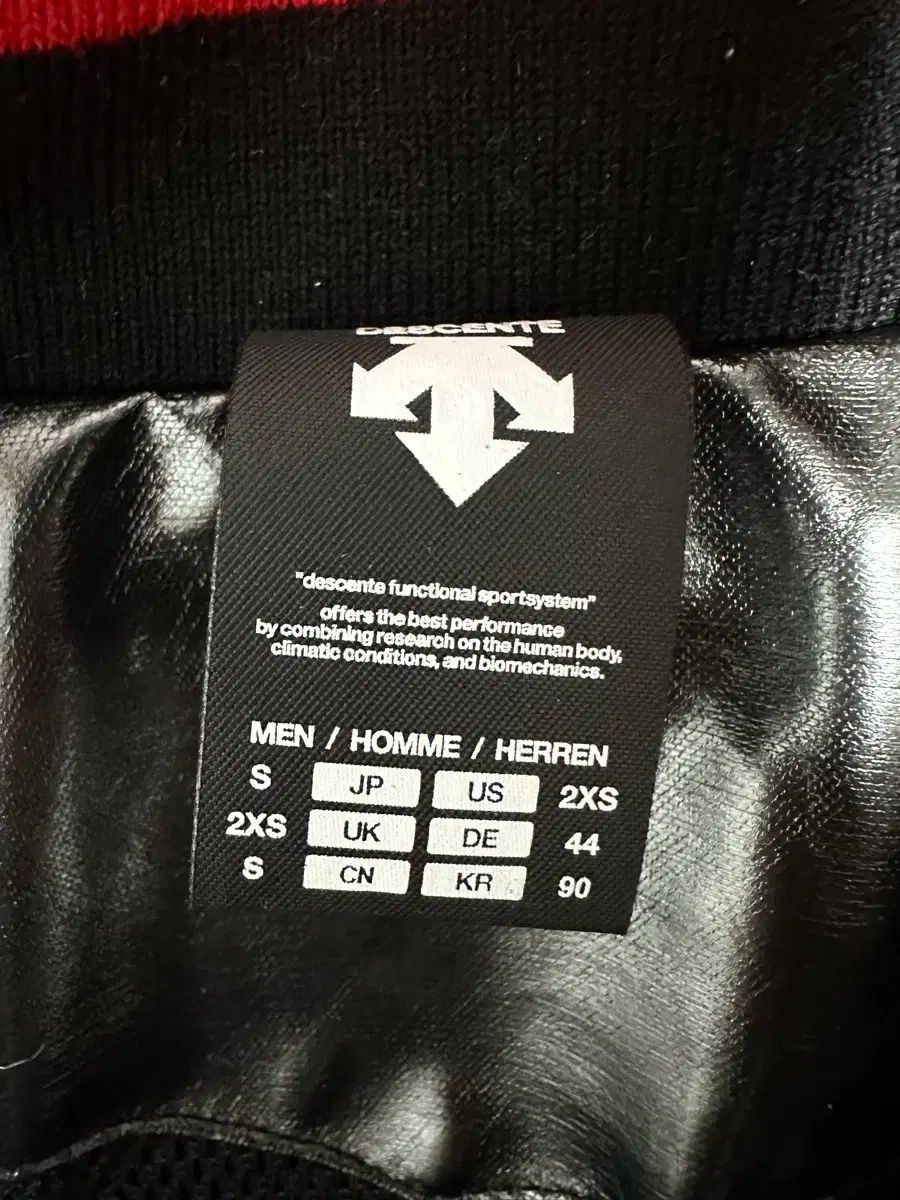 DESCENTE
"descente functional sportsystem"
offers the best performance
by combining research on the human body,
climatic conditions, and biomechanics.
MEN / HOMME / HERREN
S JP US 2XS
2XS UK DE 44
S CN KR 90